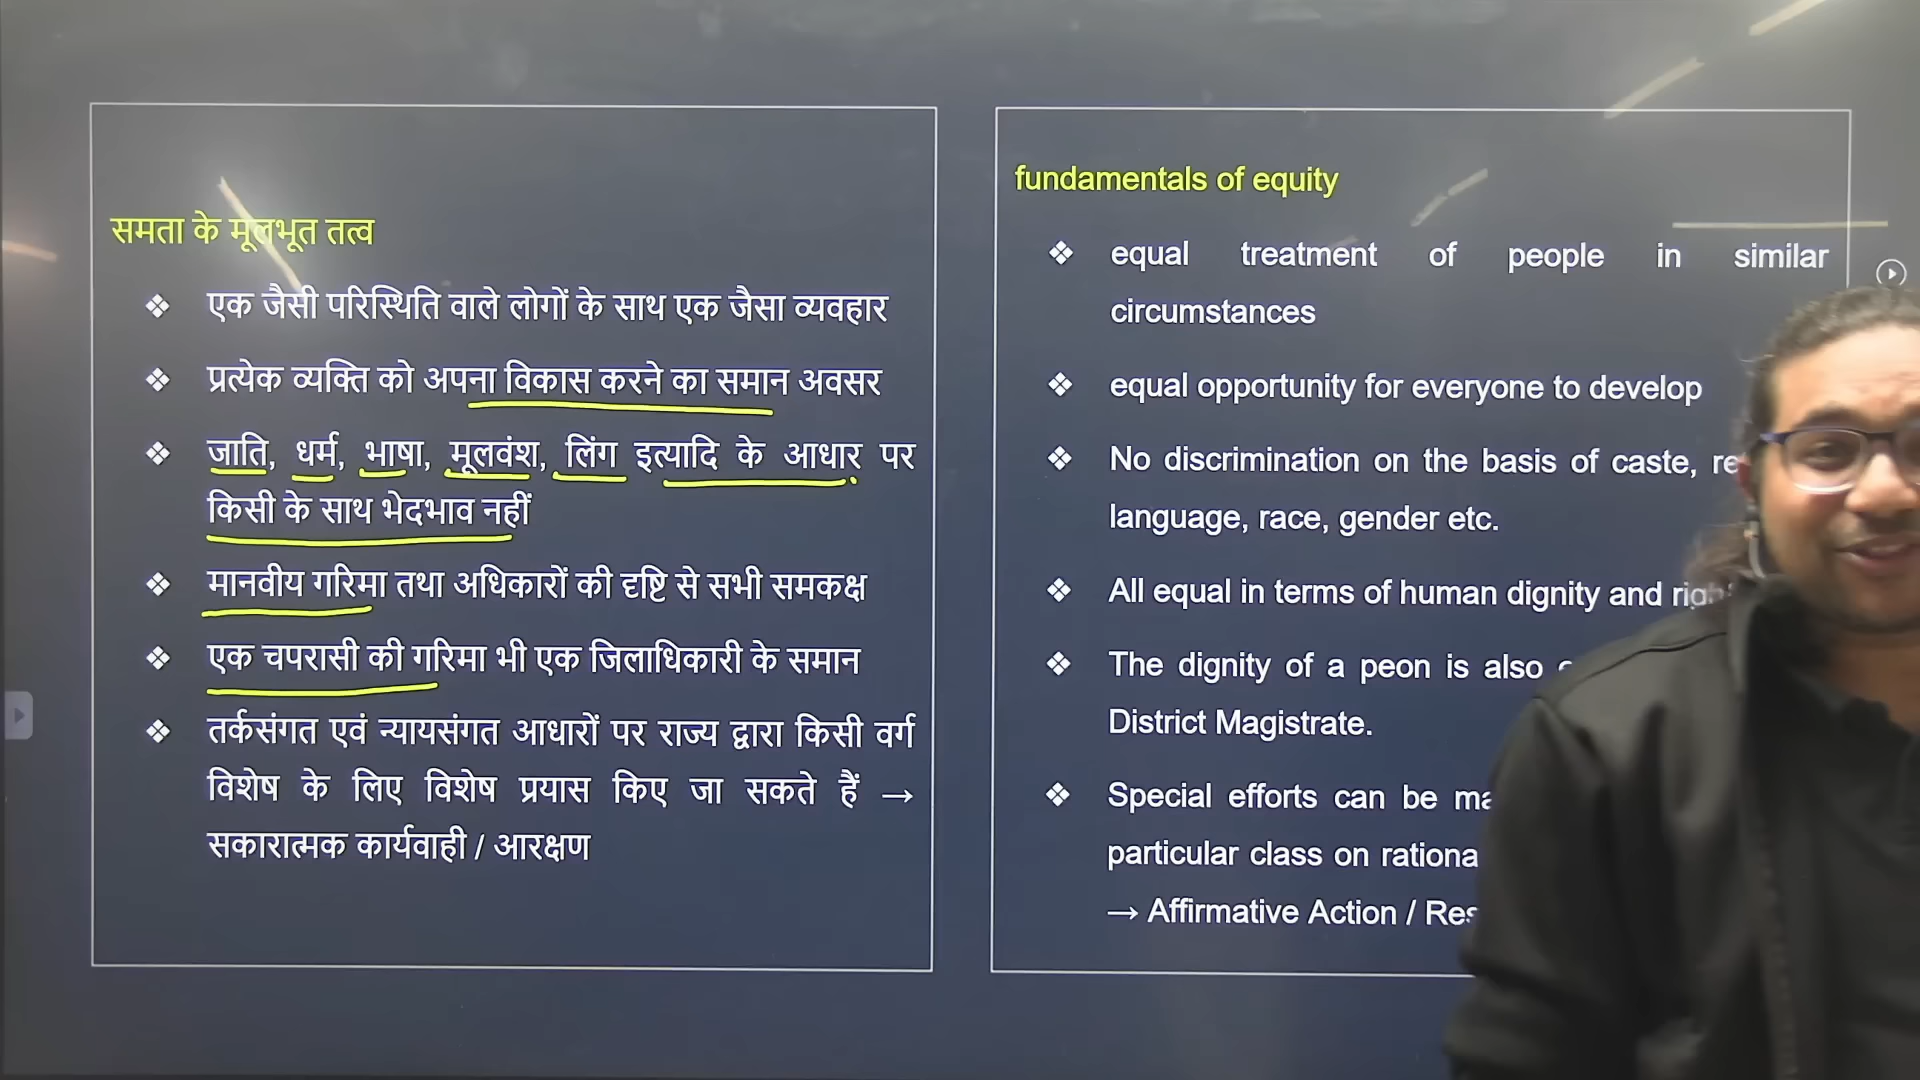 समता के मूलभूत तत्व
❖ एक जैसी परिस्थिति वाले लोगों के साथ एक जैसा व्यवहार
❖ प्रत्येक व्यक्ति को अपना विकास करने का समान अवसर
❖ जाति, धर्म, भाषा, मूलवंश, लिंग इत्यादि के आधार पर
किसी के साथ भेदभाव नहीं
❖ मानवीय गरिमा तथा अधिकारों की दृष्टि से सभी समकक्ष
❖ एक चपरासी की गरिमा भी एक जिलाधिकारी के समान
❖ तर्कसंगत एवं न्यायसंगत आधारों पर राज्य द्वारा किसी वर्ग
विशेष के लिए विशेष प्रयास किए जा सकते हैं →
सकारात्मक कार्यवाही / आरक्षण
fundamentals of equity
❖ equal treatment of people in similar
circumstances
❖ equal opportunity for everyone to develop
❖ No discrimination on the basis of caste,
language, race, gender etc.
❖ All equal in terms of human dignity and
❖ The dignity of a peon is also
District Magistrate.
❖ Special efforts can be
particular class on
→ Affirmative Action /